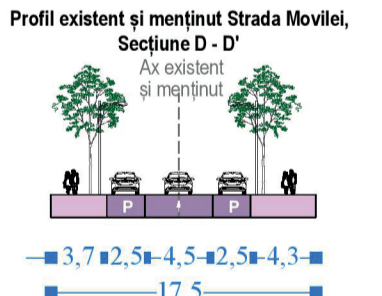 Profil existent și menținut Strada Movilei,
Secțiune D - D'
Ax existent
și menținut
P P
3,7 2,5 4,5 2,5 4,3
17,5